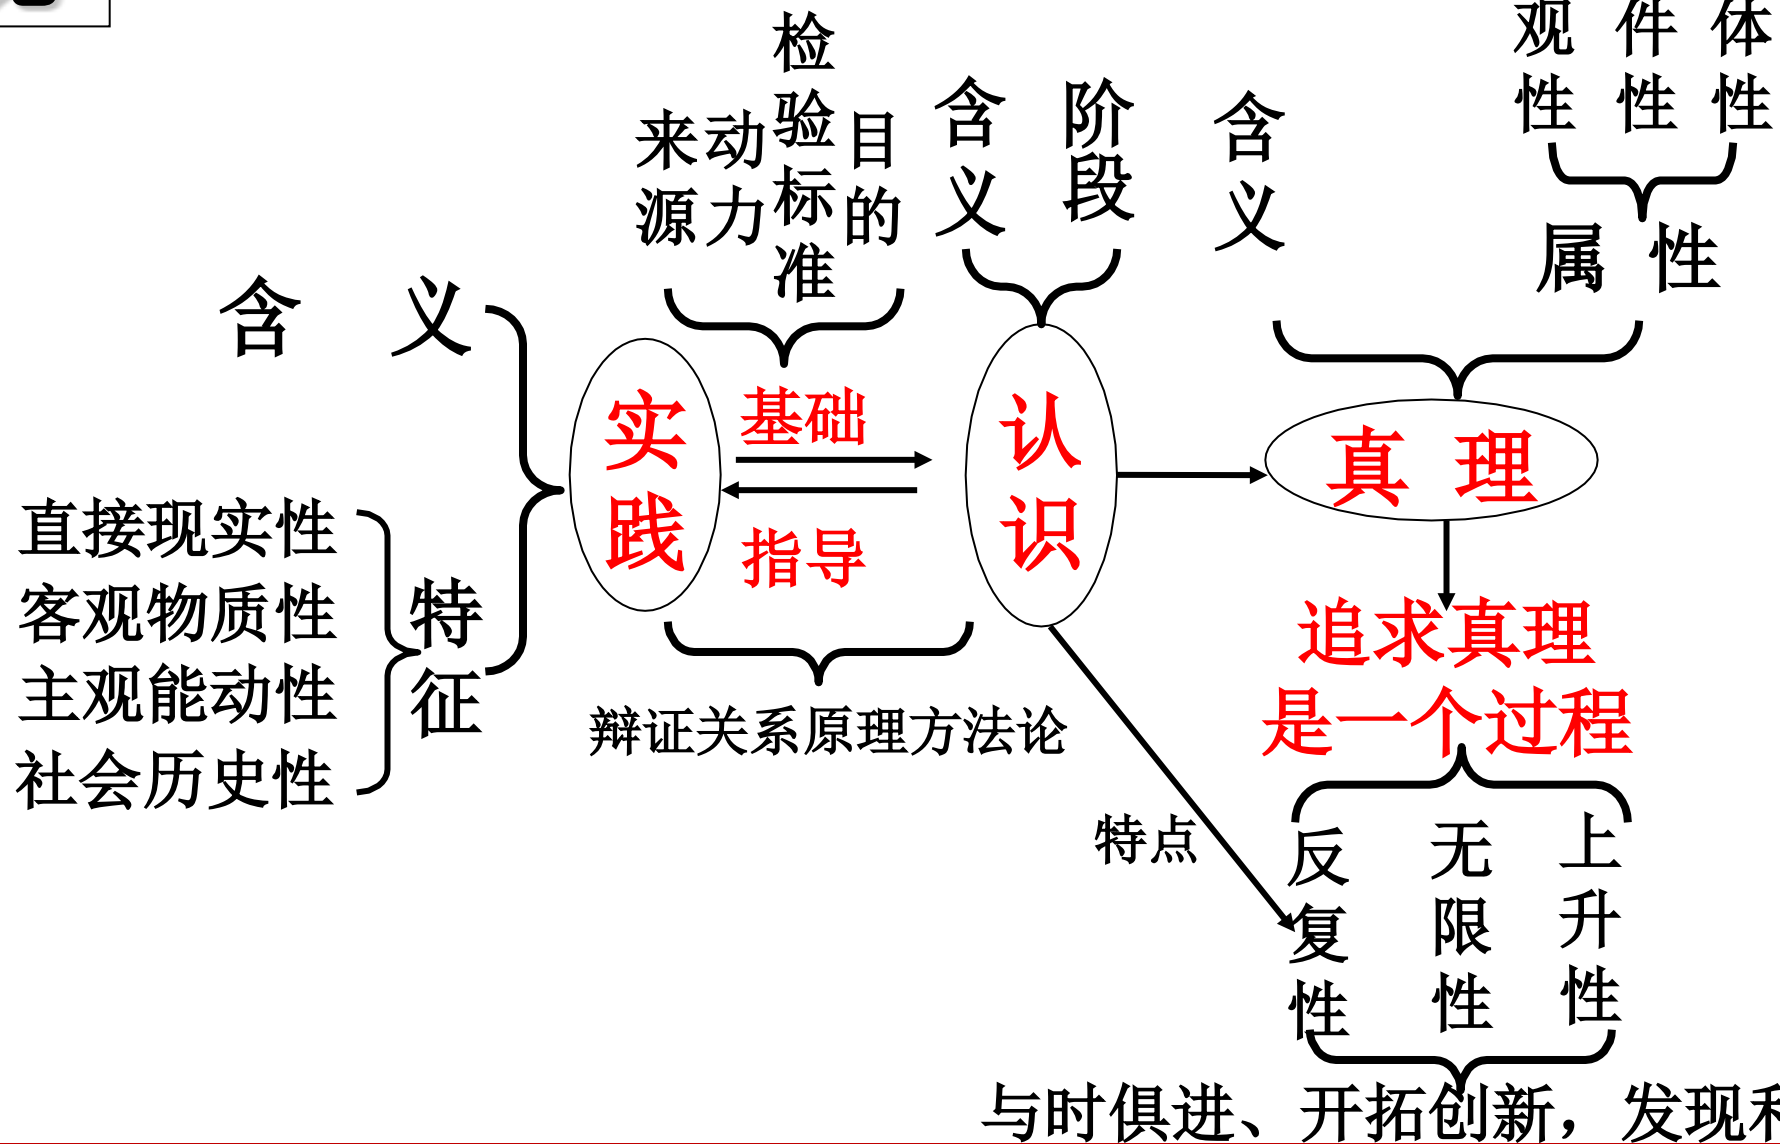 检验标准
来源
动力
目的
含义
阶段
含义
观性
件性
体性
属性
含义
实践
基础
指导
认识
真理
直接现实性
客观物质性
主观能动性
社会历史性
特征
辩证关系原理方法论
追求真理
是一个过程
特点
反复性
无限性
上升性
与时俱进、开拓创新，发现